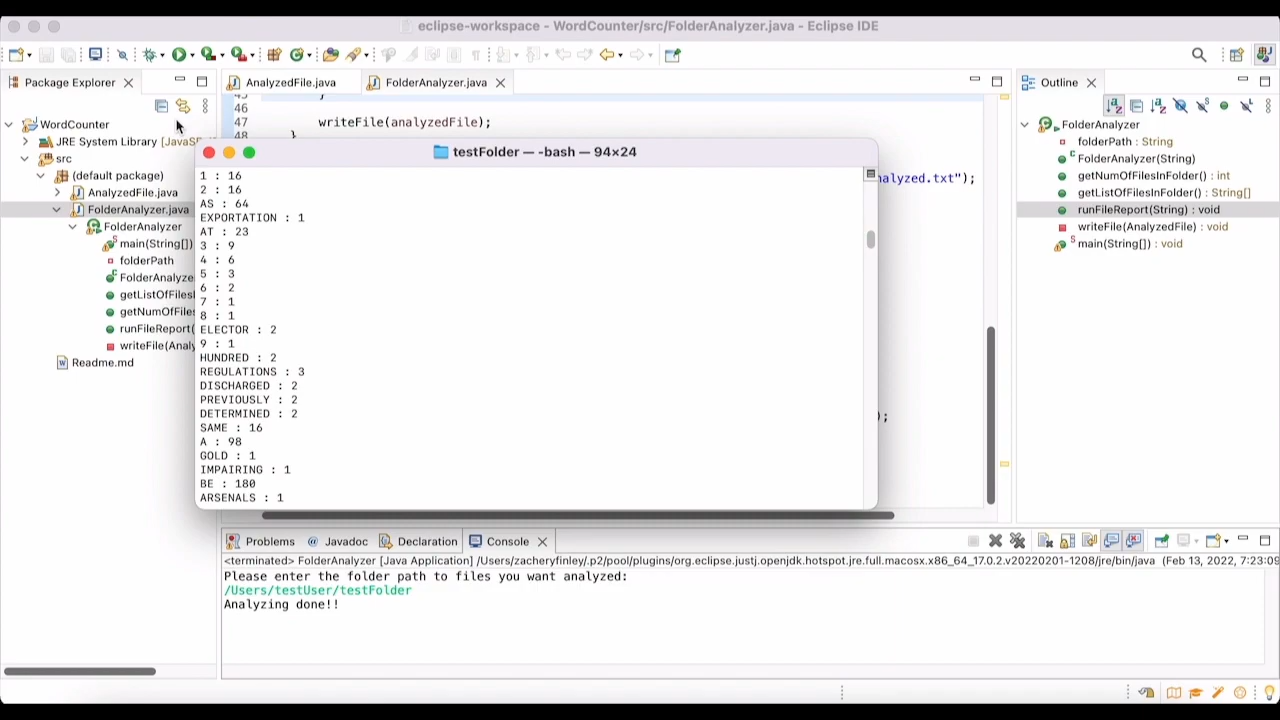 eclipse-workspace - WordCounter/src/FolderAnalyzer.java - Eclipse IDE
Package Explorer
AnalyzedFile.java
FolderAnalyzer.java
Outline
WordCounter
JRE System Library
src
(default package)
AnalyzedFile.java
FolderAnalyzer.java
FolderAnalyzer
main(String[])
folderPath
FolderAnalyze
getListOfFilesI
getNumOfFiles
runFileReport(
writeFile(Analy
Readme.md
46
47 writeFile(analyzedFile);
48 }
nalyzed.txt");
);
testFolder — -bash — 94×24
1 : 16
2 : 16
AS : 64
EXPORTATION : 1
AT : 23
3 : 9
4 : 6
5 : 3
6 : 2
7 : 1
8 : 1
ELECTOR : 2
9 : 1
HUNDRED : 2
REGULATIONS : 3
DISCHARGED : 2
PREVIOUSLY : 2
DETERMINED : 2
SAME : 16
A : 98
GOLD : 1
IMPAIRING : 1
BE : 180
ARSENALS : 1
FolderAnalyzer
folderPath : String
FolderAnalyzer(String)
getNumOfFilesInFolder() : int
getListOfFilesInFolder() : String[]
runFileReport(String) : void
writeFile(AnalyzedFile) : void
main(String[]) : void
Problems @ Javadoc Declaration Console
<terminated> FolderAnalyzer [Java Application] /Users/zacheryfinley/.p2/pool/plugins/org.eclipse.justj.openjdk.hotspot.jre.full.macosx.x86_64_17.0.2.v20220201-1208/jre/bin/java (Feb 13, 2022, 7:23:09
Please enter the folder path to files you want analyzed:
/Users/testUser/testFolder
Analyzing done!!